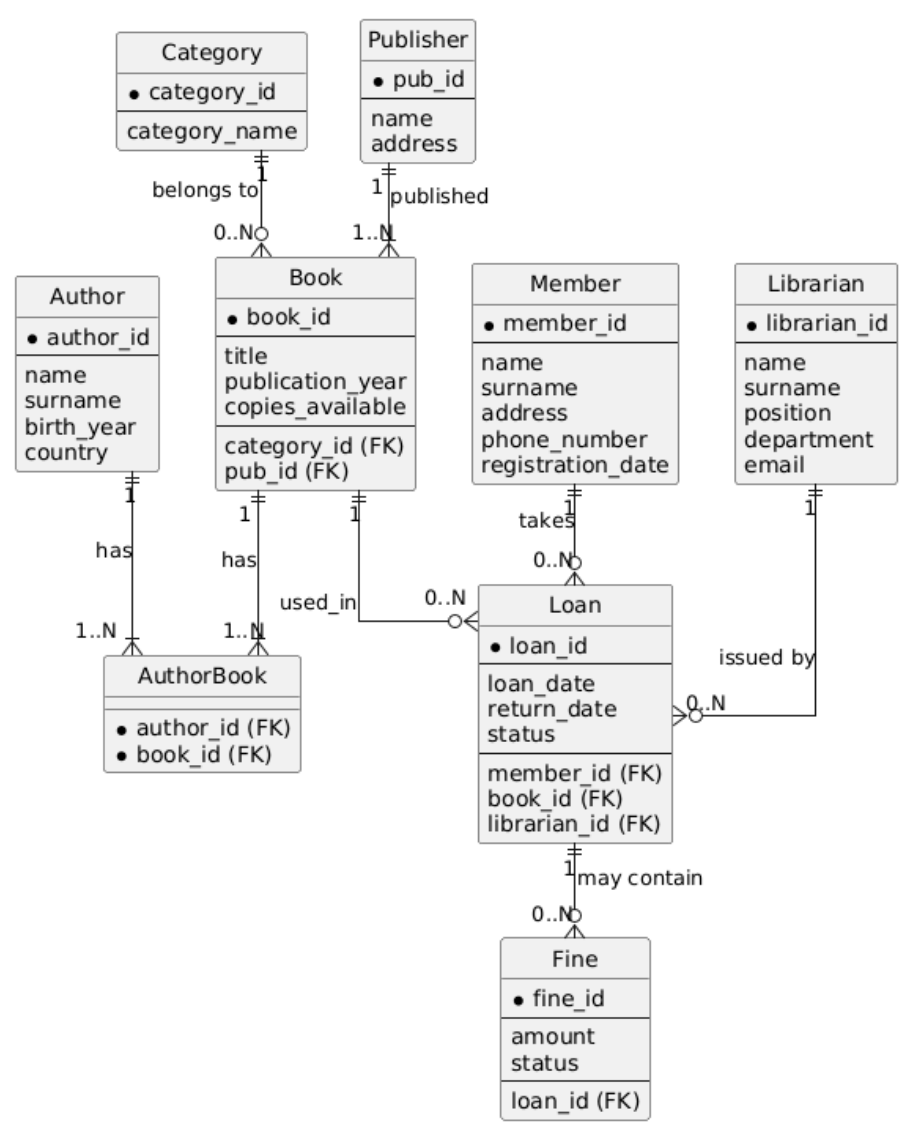 Category
category_id
category_name
Publisher
pub_id
name
address
1
belongs to
0..N
1
published
1..N
Author
author_id
name
surname
birth_year
country
Book
book_id
title
publication_year
copies_available
category_id (FK)
pub_id (FK)
Member
member_id
name
surname
address
phone_number
registration_date
Librarian
librarian_id
name
surname
position
department
email
1
has
1..N
1
has
1..N
1
used_in
0..N
1
takes
0..N
1
issued by
0..N
AuthorBook
author_id (FK)
book_id (FK)
Loan
loan_id
loan_date
return_date
status
member_id (FK)
book_id (FK)
librarian_id (FK)
1
may contain
0..N
Fine
fine_id
amount
status
loan_id (FK)